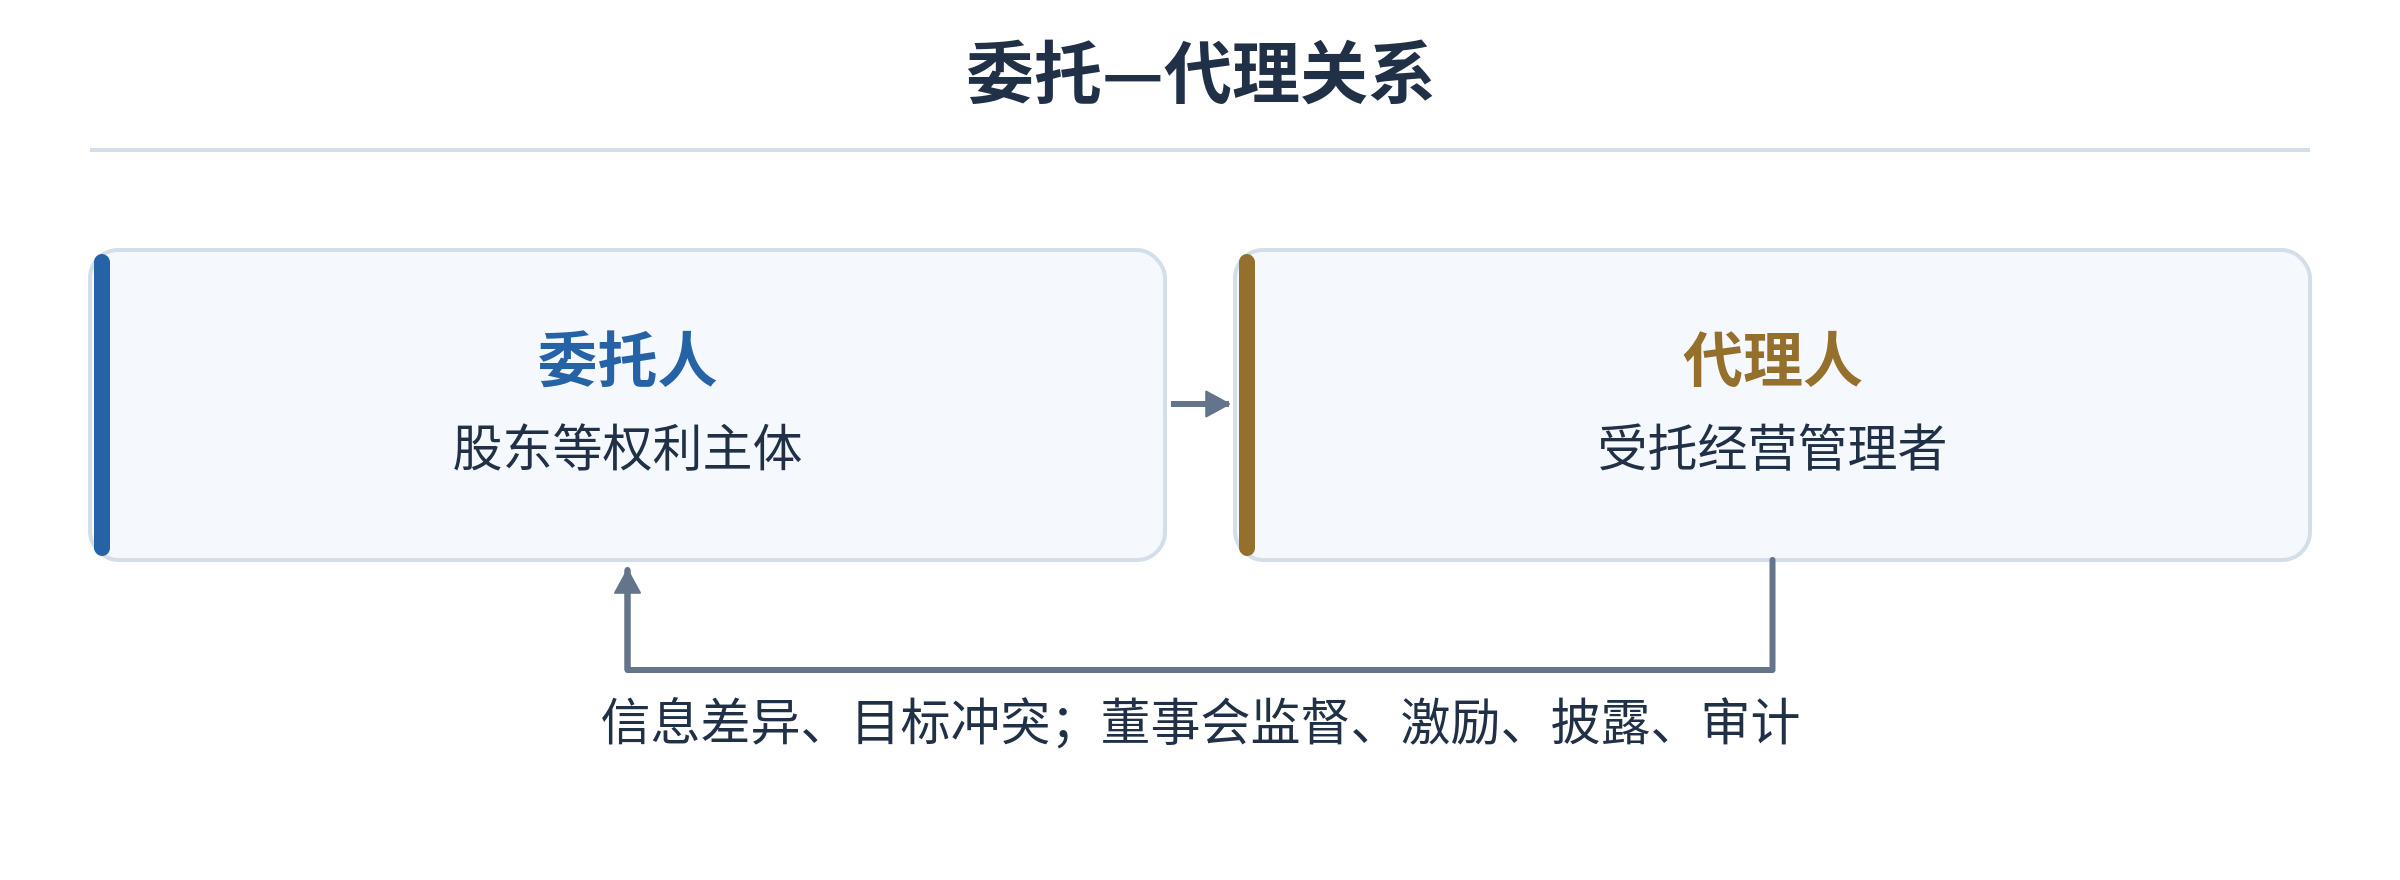 委托—代理关系
委托人
股东等权利主体
代理人
受托经营管理者
信息差异、目标冲突；董事会监督、激励、披露、审计